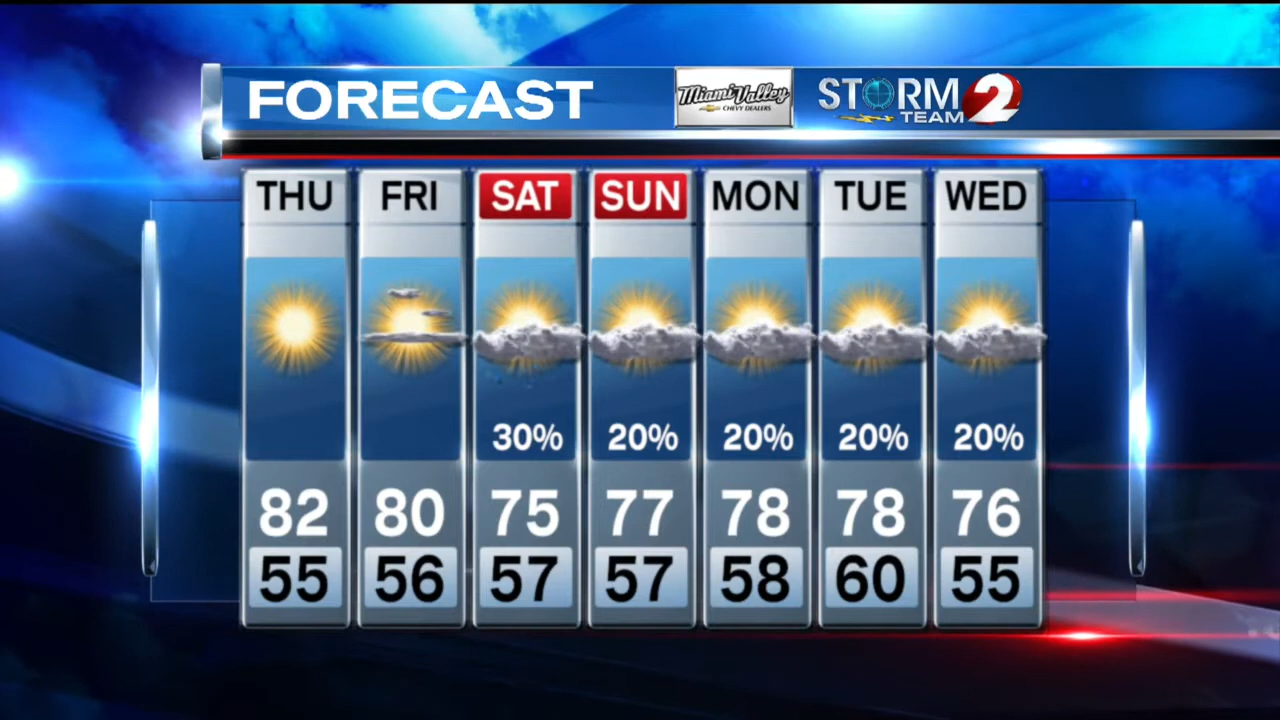 FORECAST
Miami Valley
CHEVY DEALERS
STORM
TEAM 2
THU FRI SAT SUN MON TUE WED
30% 20% 20% 20% 20%
82 80 75 77 78 78 76
55 56 57 57 58 60 55